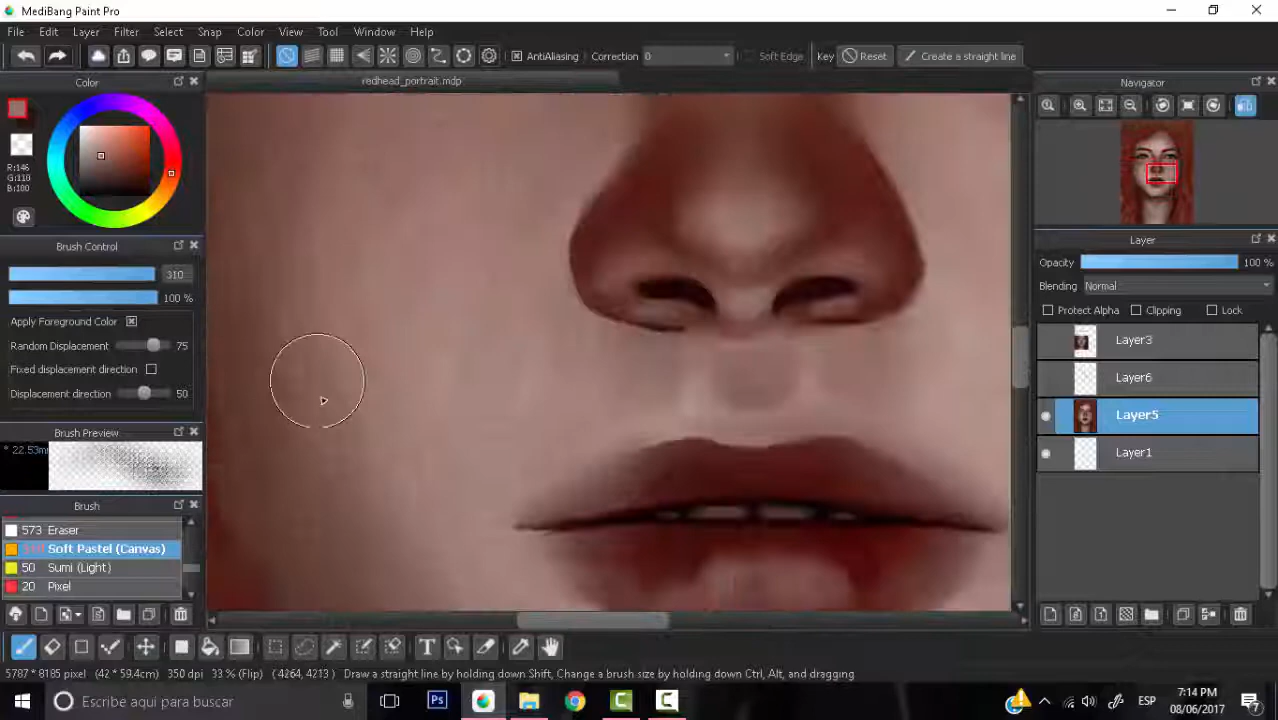 MediBang Paint Pro
File Edit Layer Filter Select Snap Color View Tool Window Help
AntiAliasing Correction 0 Soft Edge Key Reset Create a straight line
Color
redhead_portrait.mdp
Navigator
R:146
G:110
B:100
Brush Control
310
100 %
Apply Foreground Color
Random Displacement 75
Fixed displacement direction
Displacement direction 50
Brush Preview
* 22.53m
Brush
573 Eraser
310 Soft Pastel (Canvas)
50 Sumi (Light)
20 Pixel
Layer
Opacity 100 %
Blending Normal
Protect Alpha Clipping Lock
Layer3
Layer6
Layer5
Layer1
T
5787 * 8185 pixel (42 * 59.4cm) 350 dpi 33 % (Flip) (4264, 4213) Draw a straight line by holding down Shift, Change a brush size by holding down Ctrl, Alt, and dragging
Escribe aquí para buscar
Ps
ESP
7:14 PM
08/06/2017
7